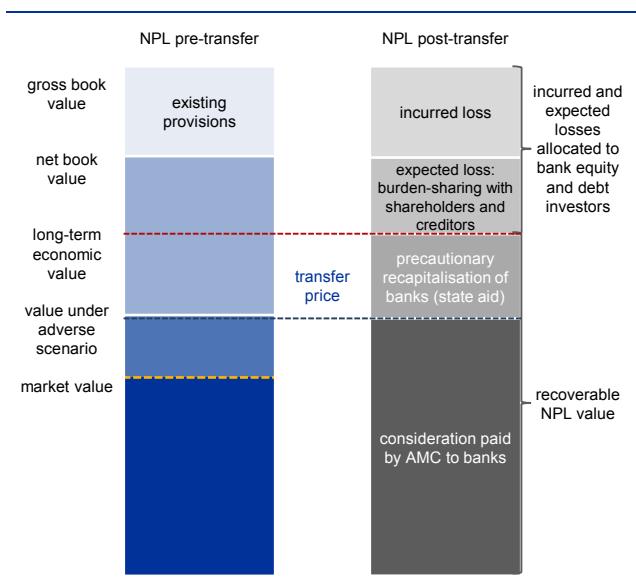 NPL pre-transfer
NPL post-transfer
gross book
value
existing
provisions
incurred loss
incurred and
expected
losses
allocated to
bank equity
and debt
investors
net book
value
expected loss:
burden-sharing with
shareholders and
creditors
long-term
economic
value
transfer
price
precautionary
recapitalisation of
banks (state aid)
value under
adverse
scenario
market value
recoverable
NPL value
consideration paid
by AMC to banks